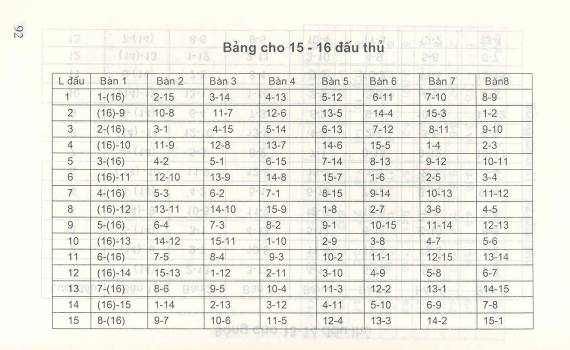 92
Bảng cho 15 - 16 đấu thủ
L đấu Bàn 1 Bàn 2 Bàn 3 Bàn 4 Bàn 5 Bàn 6 Bàn 7 Bàn8
1 1-(16) 2-15 3-14 4-13 5-12 6-11 7-10 8-9
2 (16)-9 10-8 11-7 12-6 13-5 14-4 15-3 1-2
3 2-(16) 3-1 4-15 5-14 6-13 7-12 8-11 9-10
4 (16)-10 11-9 12-8 13-7 14-6 15-5 1-4 2-3
5 3-(16) 4-2 5-1 6-15 7-14 8-13 9-12 10-11
6 (16)-11 12-10 13-9 14-8 15-7 1-6 2-5 3-4
7 4-(16) 5-3 6-2 7-1 8-15 9-14 10-13 11-12
8 (16)-12 13-11 14-10 15-9 1-8 2-7 3-6 4-5
9 5-(16) 6-4 7-3 8-2 9-1 10-15 11-14 12-13
10 (16)-13 14-12 15-11 1-10 2-9 3-8 4-7 5-6
11 6-(16) 7-5 8-4 9-3 10-2 11-1 12-15 13-14
12 (16)-14 15-13 1-12 2-11 3-10 4-9 5-8 6-7
13 7-(16) 8-6 9-5 10-4 11-3 12-2 13-1 14-15
14 (16)-15 1-14 2-13 3-12 4-11 5-10 6-9 7-8
15 8-(16) 9-7 10-6 11-5 12-4 13-3 14-2 15-1